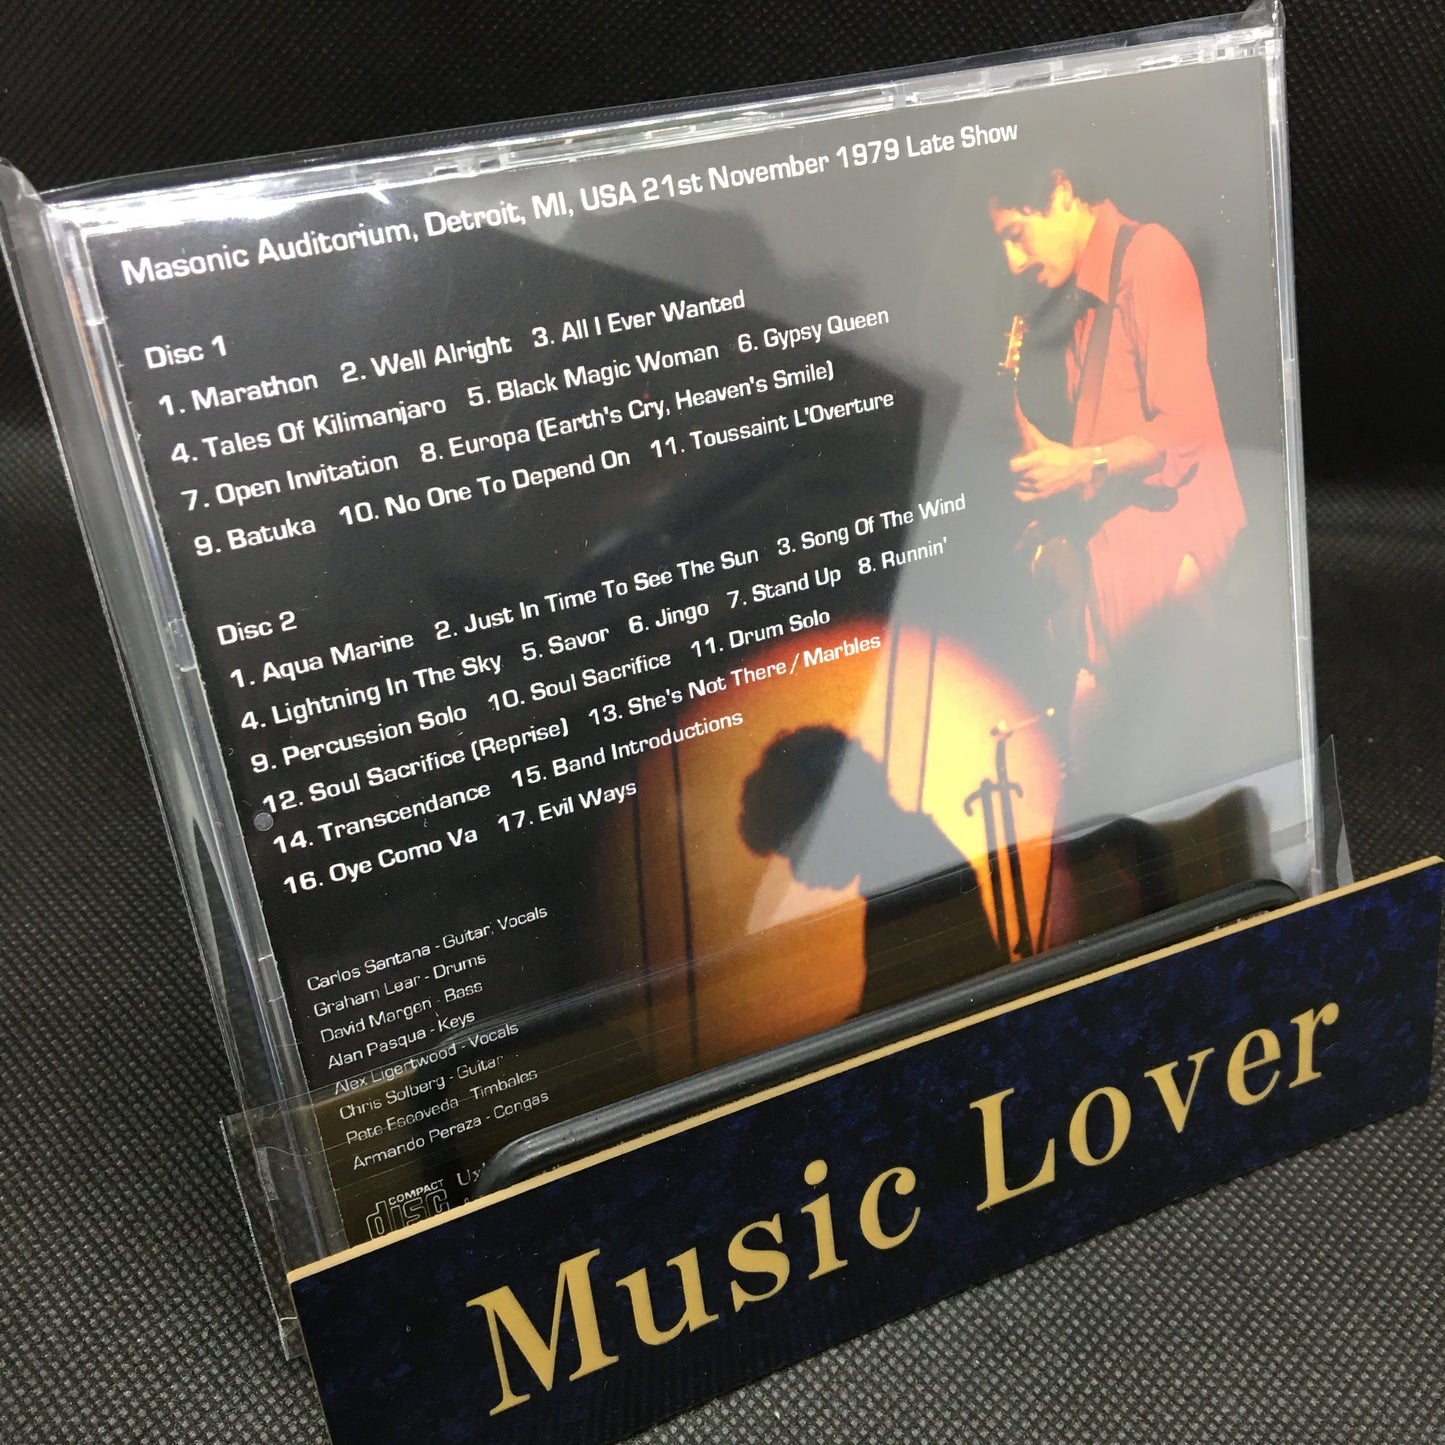 Masonic Auditorium, Detroit, MI, USA 21st November 1979 Late Show
Disc 1
1. Marathon 2. Well Alright 3. All I Ever Wanted
4. Tales Of Kilimanjaro 5. Black Magic Woman 6. Gypsy Queen
7. Open Invitation 8. Europa (Earth's Cry, Heaven's Smile)
9. Batuka 10. No One To Depend On 11. Toussaint L'Overture
Disc 2
1. Aqua Marine 2. Just In Time To See The Sun 3. Song Of The Wind
4. Lightning In The Sky 5. Savor 6. Jingo 7. Stand Up 8. Runnin'
9. Percussion Solo 10. Soul Sacrifice 11. Drum Solo
12. Soul Sacrifice (Reprise) 13. She's Not There / Marbles
14. Transcendance 15. Band Introductions
16. Oye Como Va 17. Evil Ways
Carlos Santana - Guitar, Vocals
Graham Lear - Drums
David Margen - Bass
Alan Pasqua - Keys
Alex Ligertwood - Vocals
Chris Solberg - Guitar
Pete Escoveda - Timbales
Armando Peraza - Congas
COMPACT
disc
Music Lover